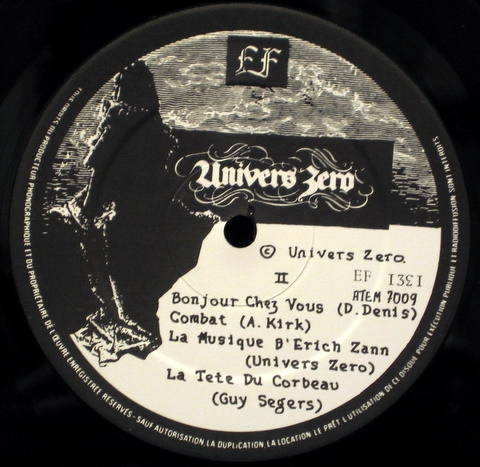 EF
Univers Zero
© Univers Zero.
II
EF 1313
ATEM 7009
Bonjour Chez Vous (D. Denis)
Combat (A. Kirk)
La Musique B'Erich Zann
(Univers Zero)
La Tete Du Corbeau
(Guy Segers)
TOUS DROITS DU PRODUCTEUR PHONOGRAPHIQUE ET DU PROPRIÉTAIRE DE L'ŒUVRE ENREGISTRÉE RÉSERVÉS - SAUF AUTORISATION, LA DUPLICATION, LA LOCATION LE PRÊT L'UTILISATION DE CE DISQUE POUR EXÉCUTION PUBLIQUE ET RADIODIFFUSION SONT INTERDITS